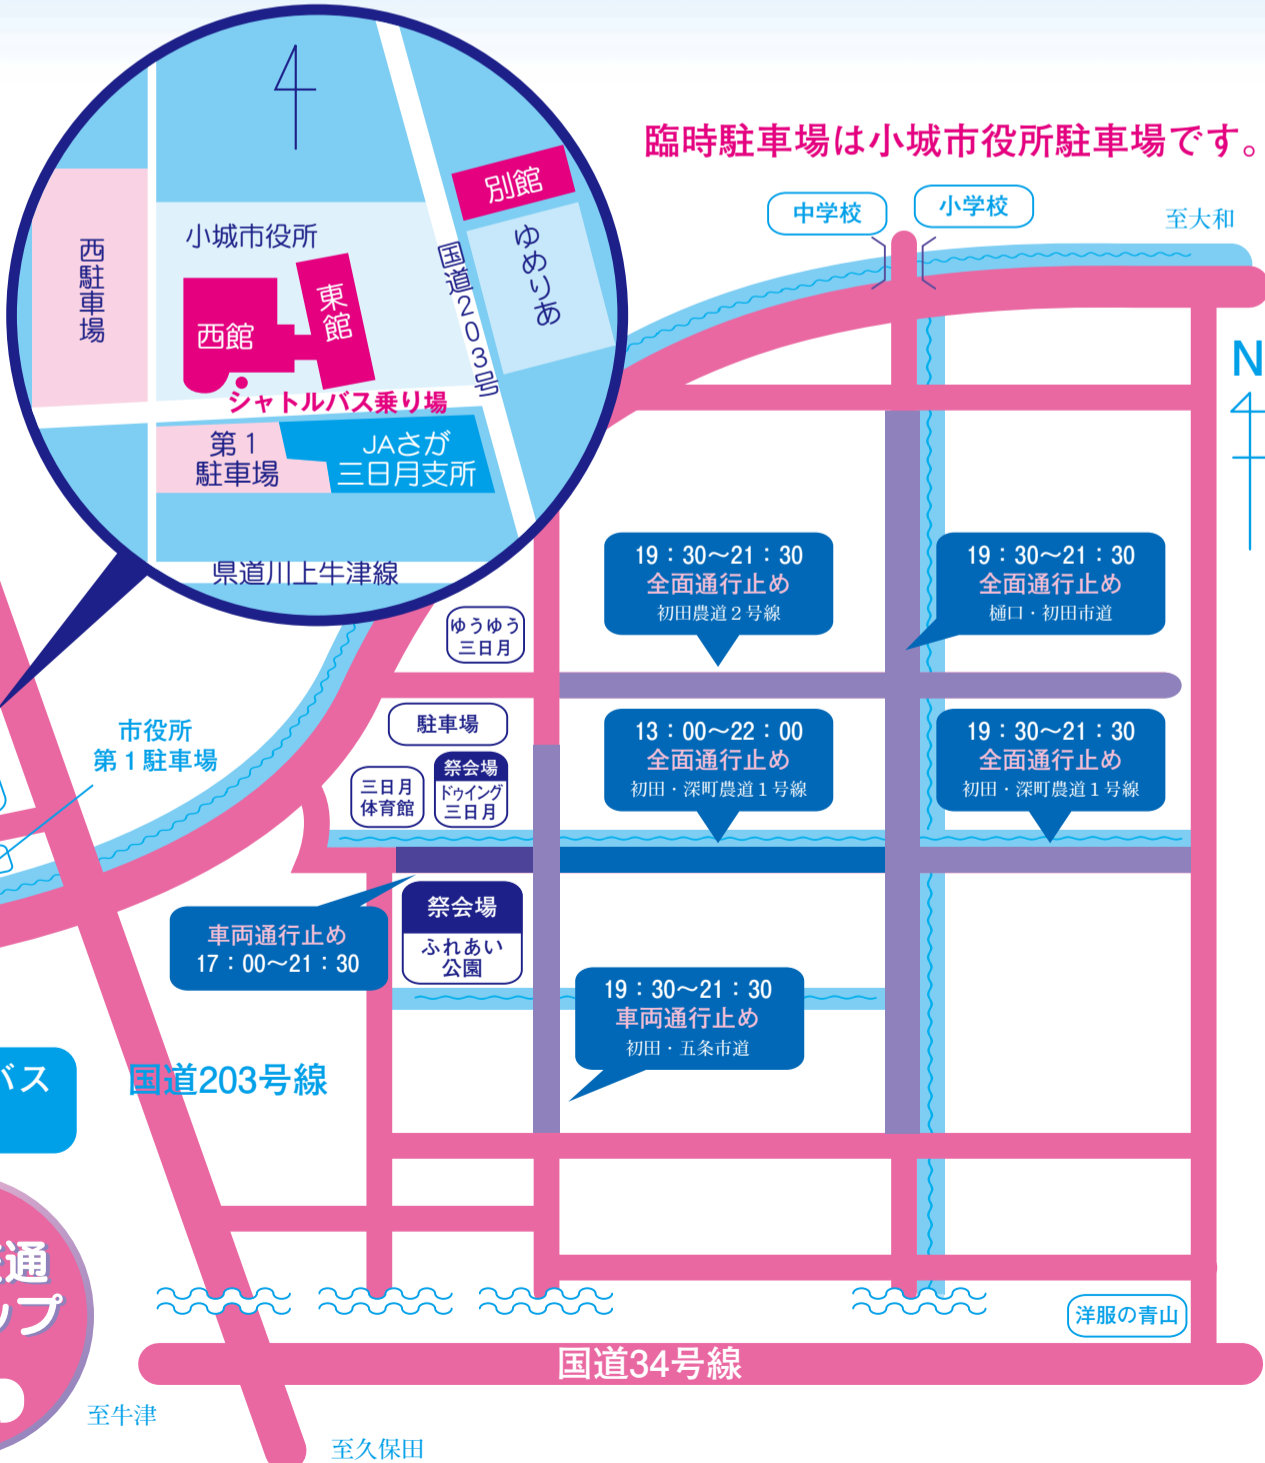 臨時駐車場は小城市役所駐車場です。
中学校
小学校
至大和
N
別館
ゆめりあ
国道203号
小城市役所
西駐車場
西館
東館
シャトルバス乗り場
第1
駐車場
JAさが
三日月支所
県道川上牛津線
ゆうゆう
三日月
19:30〜21:30
全面通行止め
初田農道2号線
19:30〜21:30
全面通行止め
樋口・初田市道
駐車場
市役所
第1駐車場
三日月
体育館
祭会場
ドゥイング
三日月
13:00〜22:00
全面通行止め
初田・深町農道1号線
19:30〜21:30
全面通行止め
初田・深町農道1号線
車両通行止め
17:00〜21:30
祭会場
ふれあい
公園
19:30〜21:30
車両通行止め
初田・五条市道
バス
国道203号線
通
ップ
洋服の青山
国道34号線
至牛津
至久保田